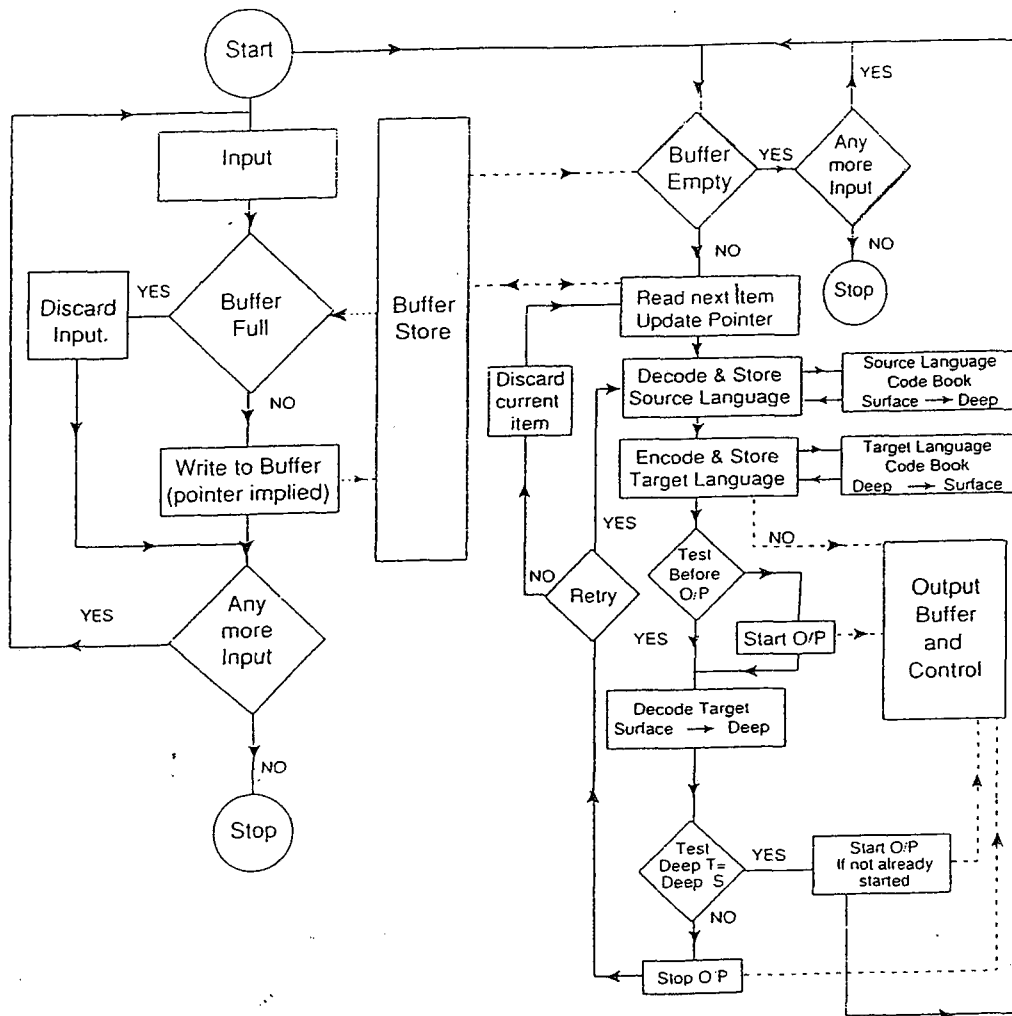 Start
YES
Input
Buffer
Empty
YES
Any
more
Input
NO
NO
Stop
Discard
Input.
YES
Buffer
Full
Buffer
Store
Read next Item
Update Pointer
NO
Discard
current
item
Decode & Store
Source Language
Source Language
Code Book
Surface → Deep
Write to Buffer
(pointer implied)
Encode & Store
Target Language
Target Language
Code Book
Deep → Surface
YES
NO
Test
Before
O/P
NO
Retry
YES
Any
more
Input
YES
Start O/P
Output
Buffer
and
Control
Decode Target
Surface → Deep
NO
Stop
Test
Deep T=
Deep S
YES
Start O/P
If not already
started
NO
Stop O/P